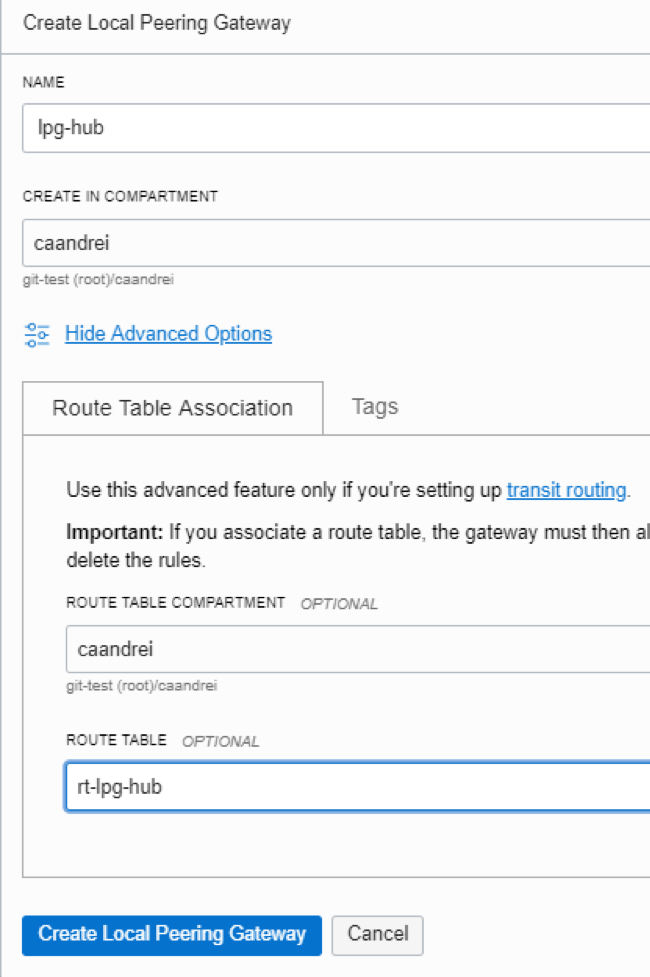 Create Local Peering Gateway
NAME
lpg-hub
CREATE IN COMPARTMENT
caandrei
git-test (root)/caandrei
Hide Advanced Options
Route Table Association
Tags
Use this advanced feature only if you're setting up transit routing.
Important: If you associate a route table, the gateway must then al
delete the rules.
ROUTE TABLE COMPARTMENT OPTIONAL
caandrei
git-test (root)/caandrei
ROUTE TABLE OPTIONAL
rt-lpg-hub
Create Local Peering Gateway
Cancel